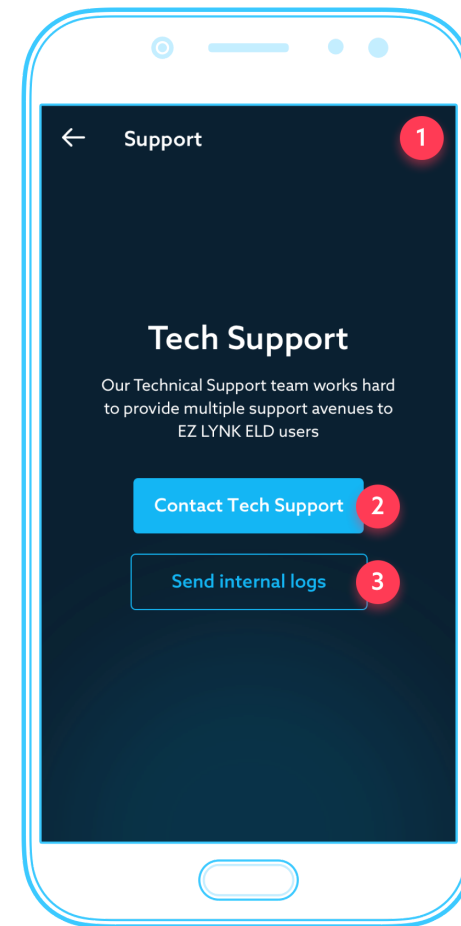 Support
1
Tech Support
Our Technical Support team works hard
to provide multiple support avenues to
EZ LYNK ELD users
Contact Tech Support
2
Send internal logs
3